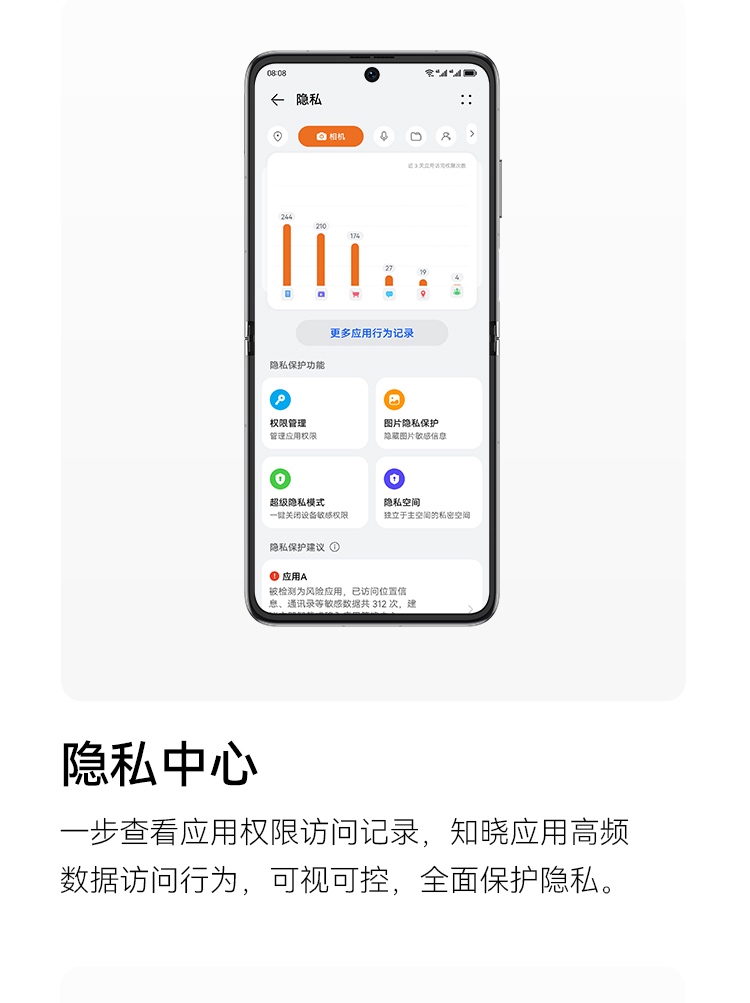 08:08
隐私
相机
近 3 天应用访问权限次数
244
210
174
27
19
4
更多应用行为记录
隐私保护功能
权限管理
管理应用权限
图片隐私保护
隐藏图片敏感信息
超级隐私模式
一键关闭设备敏感权限
隐私空间
独立于主空间的私密空间
隐私保护建议
应用A
被检测为风险应用，已访问位置信
息、通讯录等敏感数据共 312 次，建
隐私中心
一步查看应用权限访问记录，知晓应用高频
数据访问行为，可视可控，全面保护隐私。